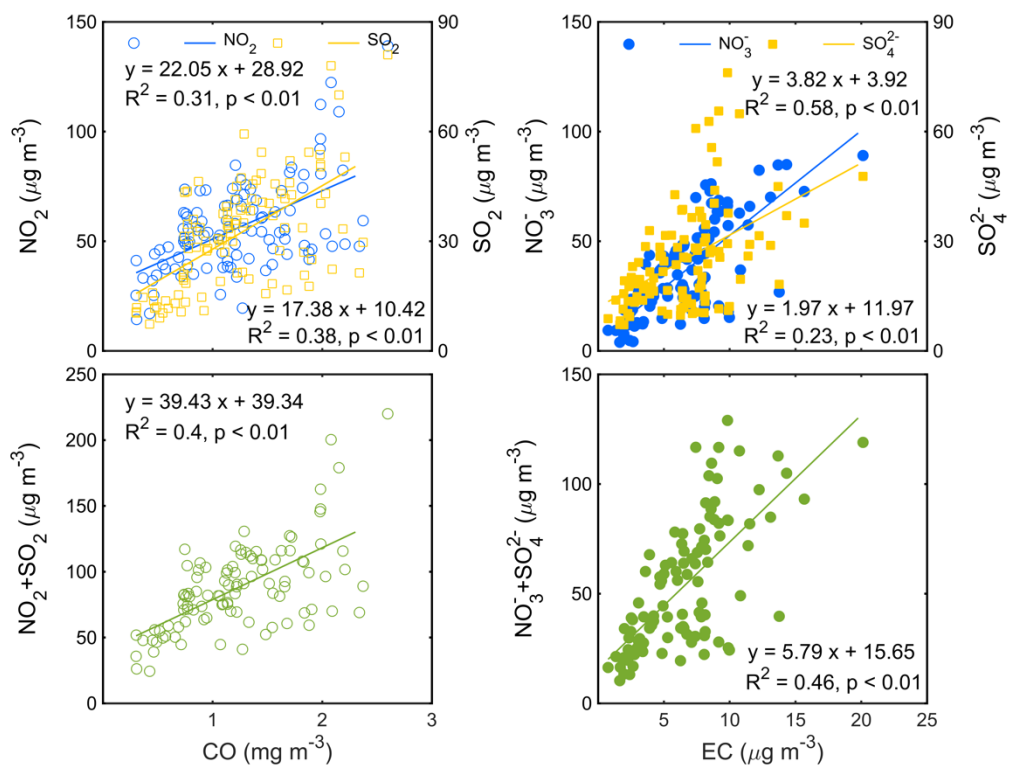 150
100
50
0
NO₂ (μg m⁻³)
NO₂
SO₂
y = 22.05 x + 28.92
R² = 0.31, p < 0.01
y = 17.38 x + 10.42
R² = 0.38, p < 0.01
90
60
30
0
SO₂ (μg m⁻³)
150
100
50
0
NO₃⁻ (μg m⁻³)
NO₃⁻
SO₄²⁻
y = 3.82 x + 3.92
R² = 0.58, p < 0.01
y = 1.97 x + 11.97
R² = 0.23, p < 0.01
90
60
30
0
SO₄²⁻ (μg m⁻³)
250
200
150
100
50
0
NO₂+SO₂ (μg m⁻³)
y = 39.43 x + 39.34
R² = 0.4, p < 0.01
1 2 3
CO (mg m⁻³)
150
100
50
0
NO₃⁻+SO₄²⁻ (μg m⁻³)
y = 5.79 x + 15.65
R² = 0.46, p < 0.01
5 10 15 20 25
EC (μg m⁻³)